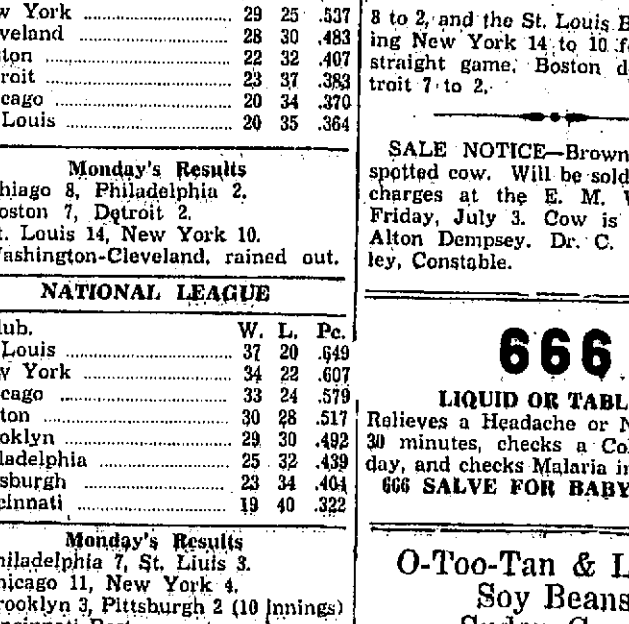 w York 29 25 .537
veland 28 30 .483
ton 22 32 .407
roit 23 37 .383
cago 20 34 .370
Louis 20 35 .364
Monday's Results
hiago 8, Philadelphia 2.
oston 7, Detroit 2.
t. Louis 14, New York 10.
ashington-Cleveland, rained out.
NATIONAL LEAGUE
lub. W. L. Pc.
Louis 37 20 .649
w York 34 22 .607
cago 33 24 .579
ton 30 28 .517
oklyn 29 30 .492
ladelphia 25 32 .439
sburgh 23 34 .404
cinnati 19 40 .322
Monday's Results
hiladelphia 7, St. Liuis 3.
hicago 11, New York 4.
rooklyn 3, Pittsburgh 2 (10 Innings)
8 to 2, and the St. Louis B
ing New York 14 to 10 f
straight game. Boston d
troit 7 to 2.
SALE NOTICE—Brown
spotted cow. Will be sold
charges at the E. M.
Friday, July 3. Cow is
Alton Dempsey. Dr. C.
ley, Constable.
666
LIQUID OR TABL
Relieves a Headache or N
30 minutes, checks a Co
day, and checks Malaria in
666 SALVE FOR BABY
O-Too-Tan & L
Soy Beans